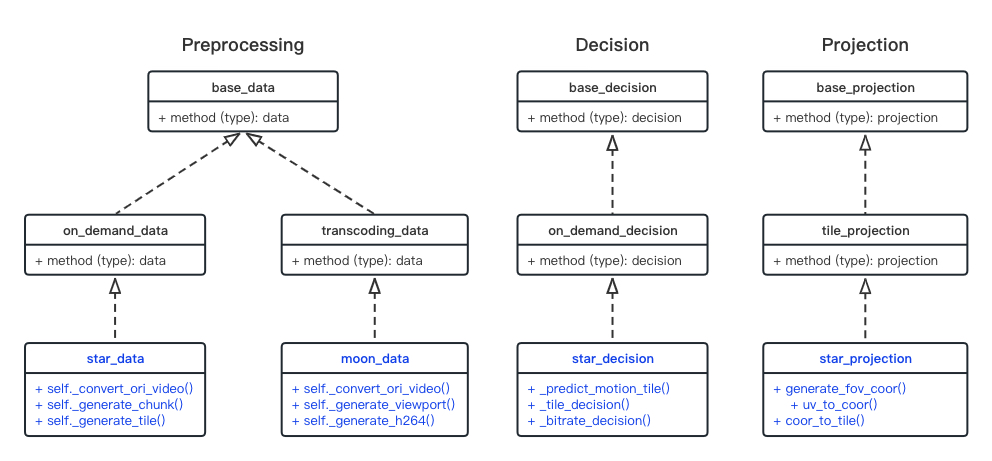 Preprocessing
base_data
+ method (type): data
on_demand_data
+ method (type): data
transcoding_data
+ method (type): data
star_data
+ self._convert_ori_video()
+ self._generate_chunk()
+ self._generate_tile()
moon_data
+ self._convert_ori_video()
+ self._generate_viewport()
+ self._generate_h264()
Decision
base_decision
+ method (type): decision
on_demand_decision
+ method (type): decision
star_decision
+ _predict_motion_tile()
+ _tile_decision()
+ _bitrate_decision()
Projection
base_projection
+ method (type): projection
tile_projection
+ method (type): projection
star_projection
+ generate_fov_coor()
+ uv_to_coor()
+ coor_to_tile()